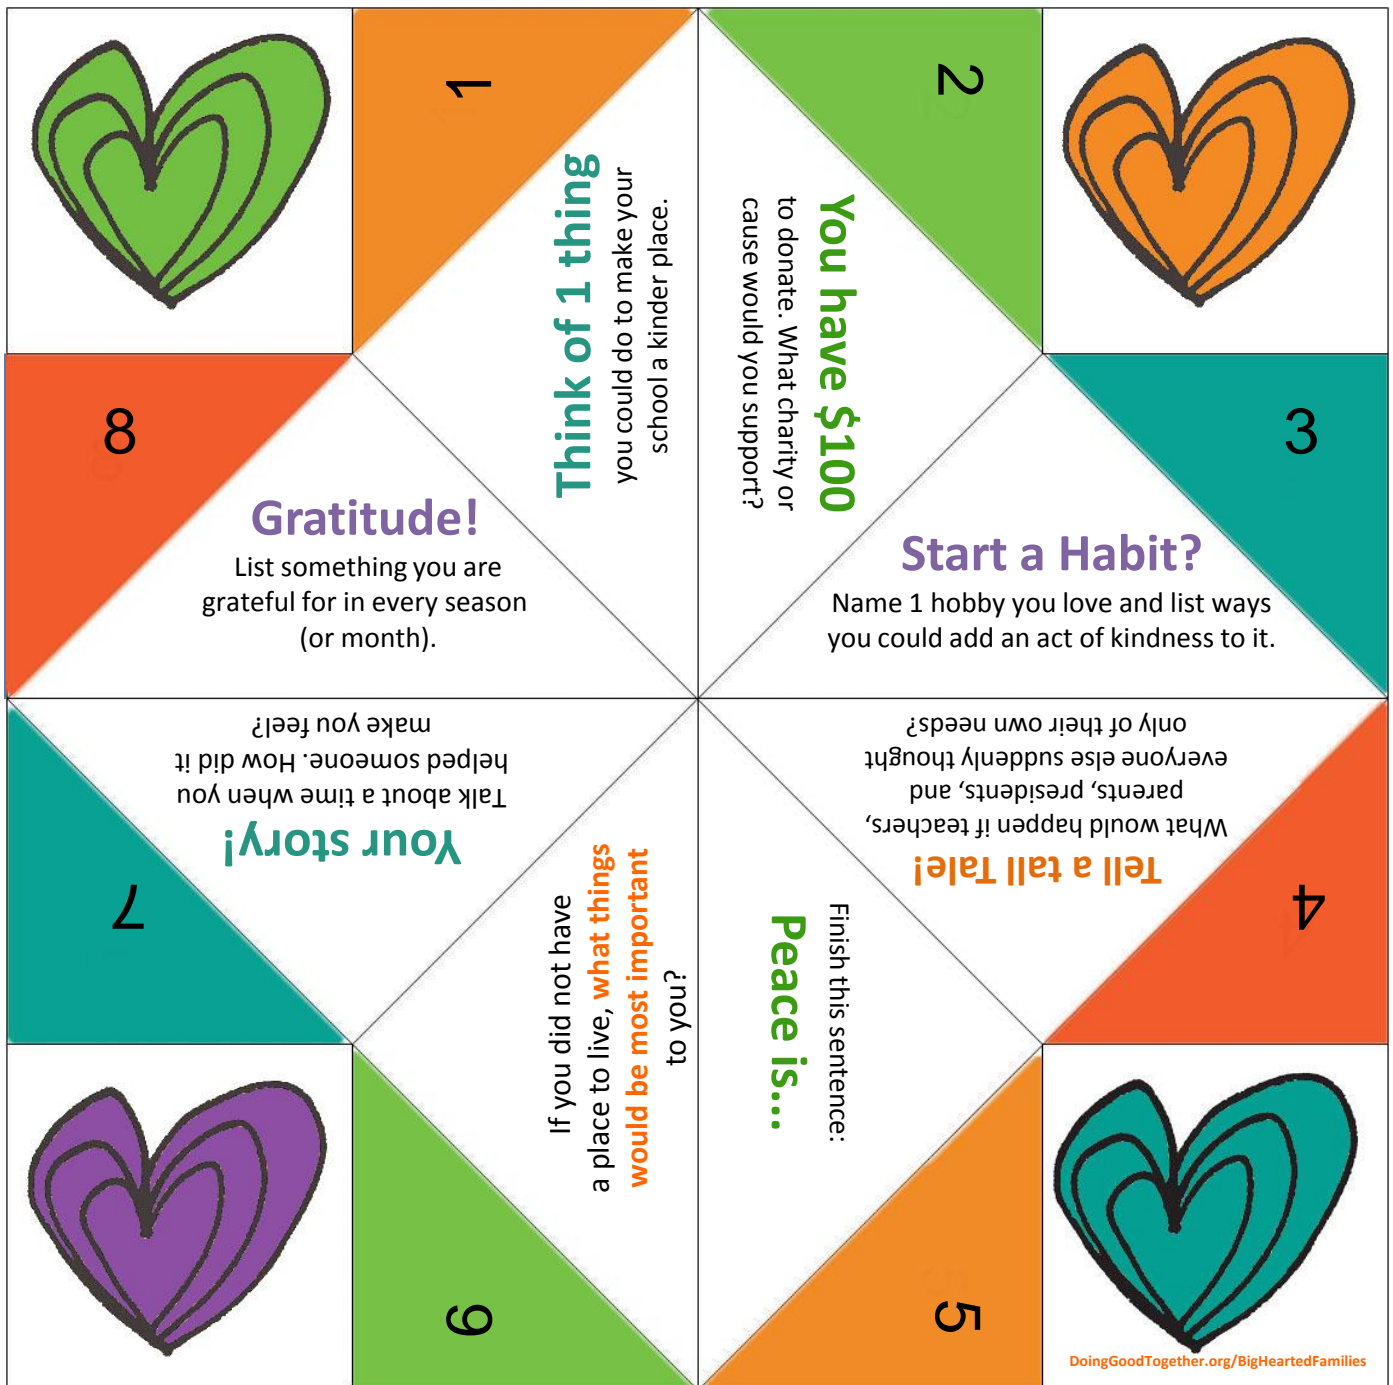 1
Think of 1 thing
you could do to make your
school a kinder place.
2
You have $100
to donate. What charity or
cause would you support?
3
Start a Habit?
Name 1 hobby you love and list ways
you could add an act of kindness to it.
4
Tell a tall Tale!
What would happen if teachers,
parents, presidents, and
everyone else suddenly thought
only of their own needs?
5
Finish this sentence:
Peace is...
6
If you did not have
a place to live, what things
would be most important
to you?
7
Your story!
Talk about a time when you
helped someone. How did it
make you feel?
8
Gratitude!
List something you are
grateful for in every season
(or month).
DoingGoodTogether.org/BigHeartedFamilies